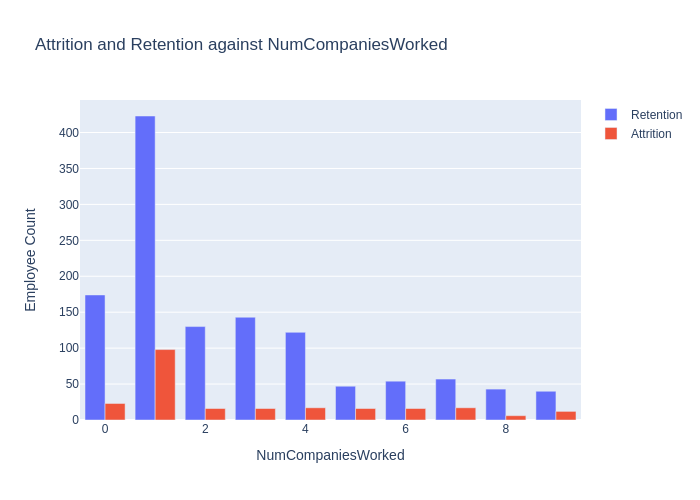 Attrition and Retention against NumCompaniesWorked
Retention
Attrition
Employee Count
400
350
300
250
200
150
100
50
0
0 2 4 6 8
NumCompaniesWorked